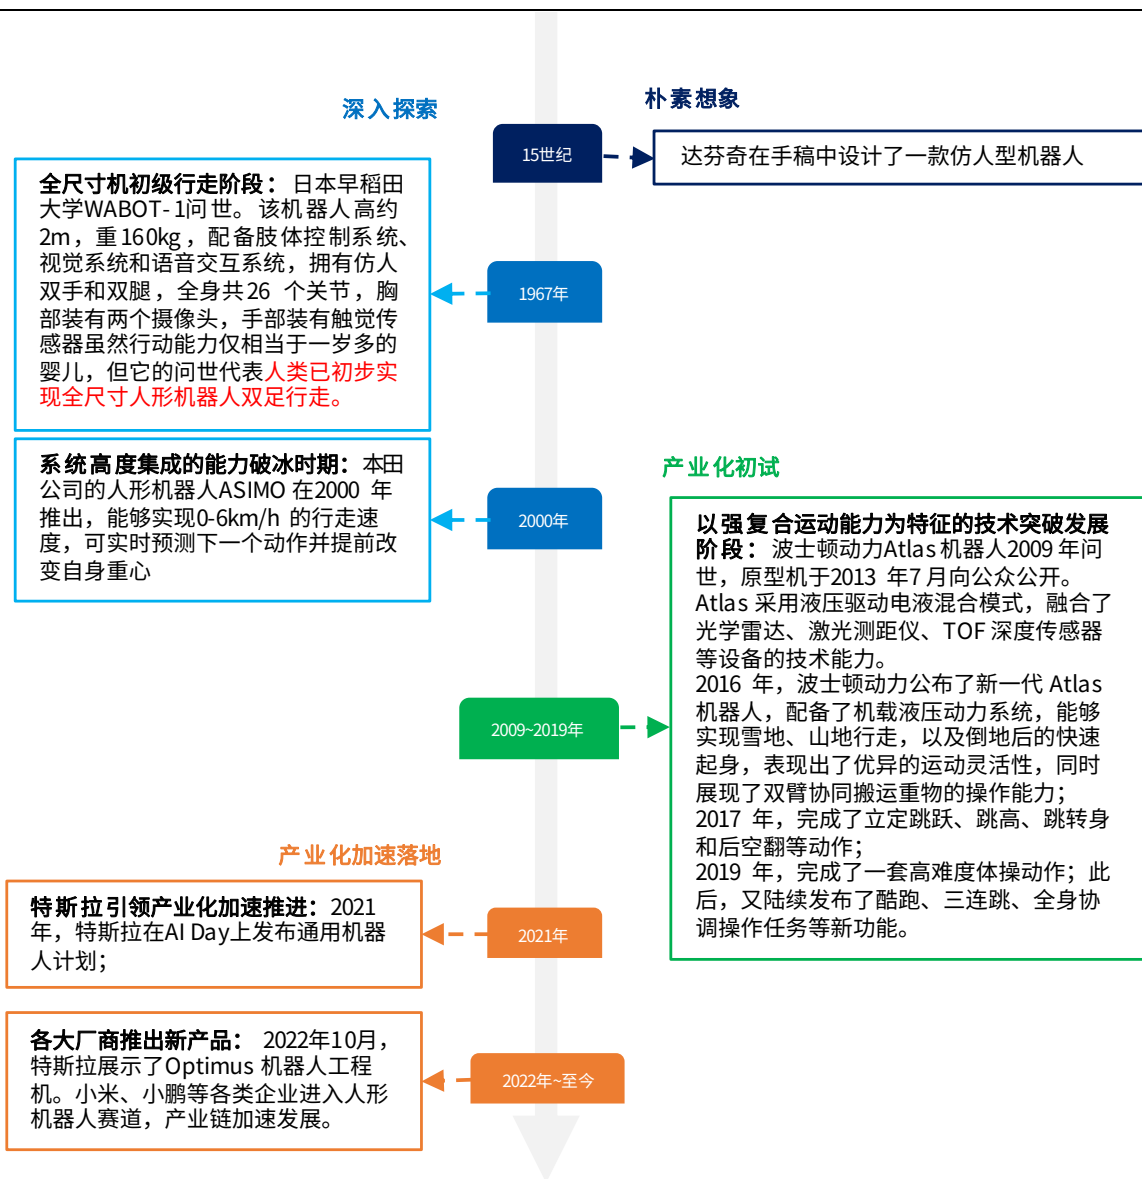 朴素想象
15世纪
达芬奇在手稿中设计了一款仿人型机器人
深入探索
全尺寸机初级行走阶段：日本早稻田
大学WABOT-1问世。该机器人高约
2m，重160kg，配备肢体控制系统、
视觉系统和语音交互系统，拥有仿人
双手和双腿，全身共26 个关节，胸
部装有两个摄像头，手部装有触觉传
感器虽然行动能力仅相当于一岁多的
婴儿，但它的问世代表人类已初步实
现全尺寸人形机器人双足行走。
1967年
系统高度集成的能力破冰时期：本田
公司的人形机器人ASIMO 在2000 年
推出，能够实现0-6km/h 的行走速
度，可实时预测下一个动作并提前改
变自身重心
2000年
产业化初试
2009~2019年
以强复合运动能力为特征的技术突破发展
阶段：波士顿动力Atlas 机器人2009 年问
世，原型机于2013 年7 月向公众公开。
Atlas 采用液压驱动电液混合模式，融合了
光学雷达、激光测距仪、TOF 深度传感器
等设备的技术能力。
2016 年，波士顿动力公布了新一代 Atlas
机器人，配备了机载液压动力系统，能够
实现雪地、山地行走，以及倒地后的快速
起身，表现出了优异的运动灵活性，同时
展现了双臂协同搬运重物的操作能力；
2017 年，完成了立定跳跃、跳高、跳转身
和后空翻等动作；
2019 年，完成了一套高难度体操动作；此
后，又陆续发布了酷跑、三连跳、全身协
调操作任务等新功能。
产业化加速落地
特斯拉引领产业化加速推进：2021
年，特斯拉在AI Day上发布通用机器
人计划；
2021年
各大厂商推出新产品： 2022年10月，
特斯拉展示了Optimus 机器人工程
机。小米、小鹏等各类企业进入人形
机器人赛道，产业链加速发展。
2022年~至今